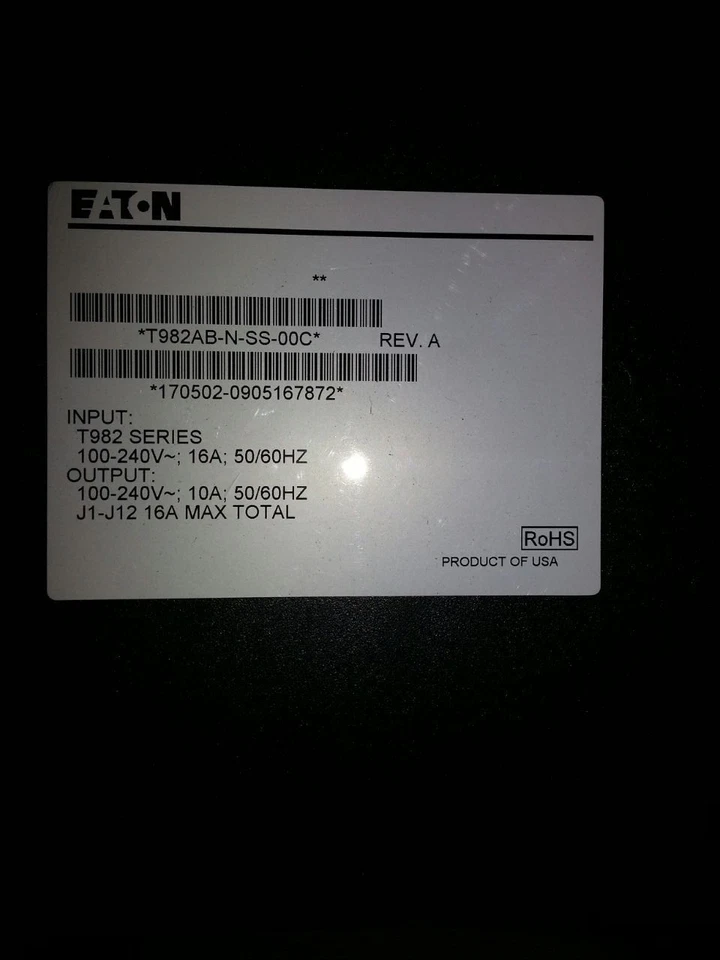 EATON
**
*T982AB-N-SS-00C* REV. A
*170502-0905167872*
INPUT:
T982 SERIES
100-240V~; 16A; 50/60HZ
OUTPUT:
100-240V~; 10A; 50/60HZ
J1-J12 16A MAX TOTAL
RoHS
PRODUCT OF USA